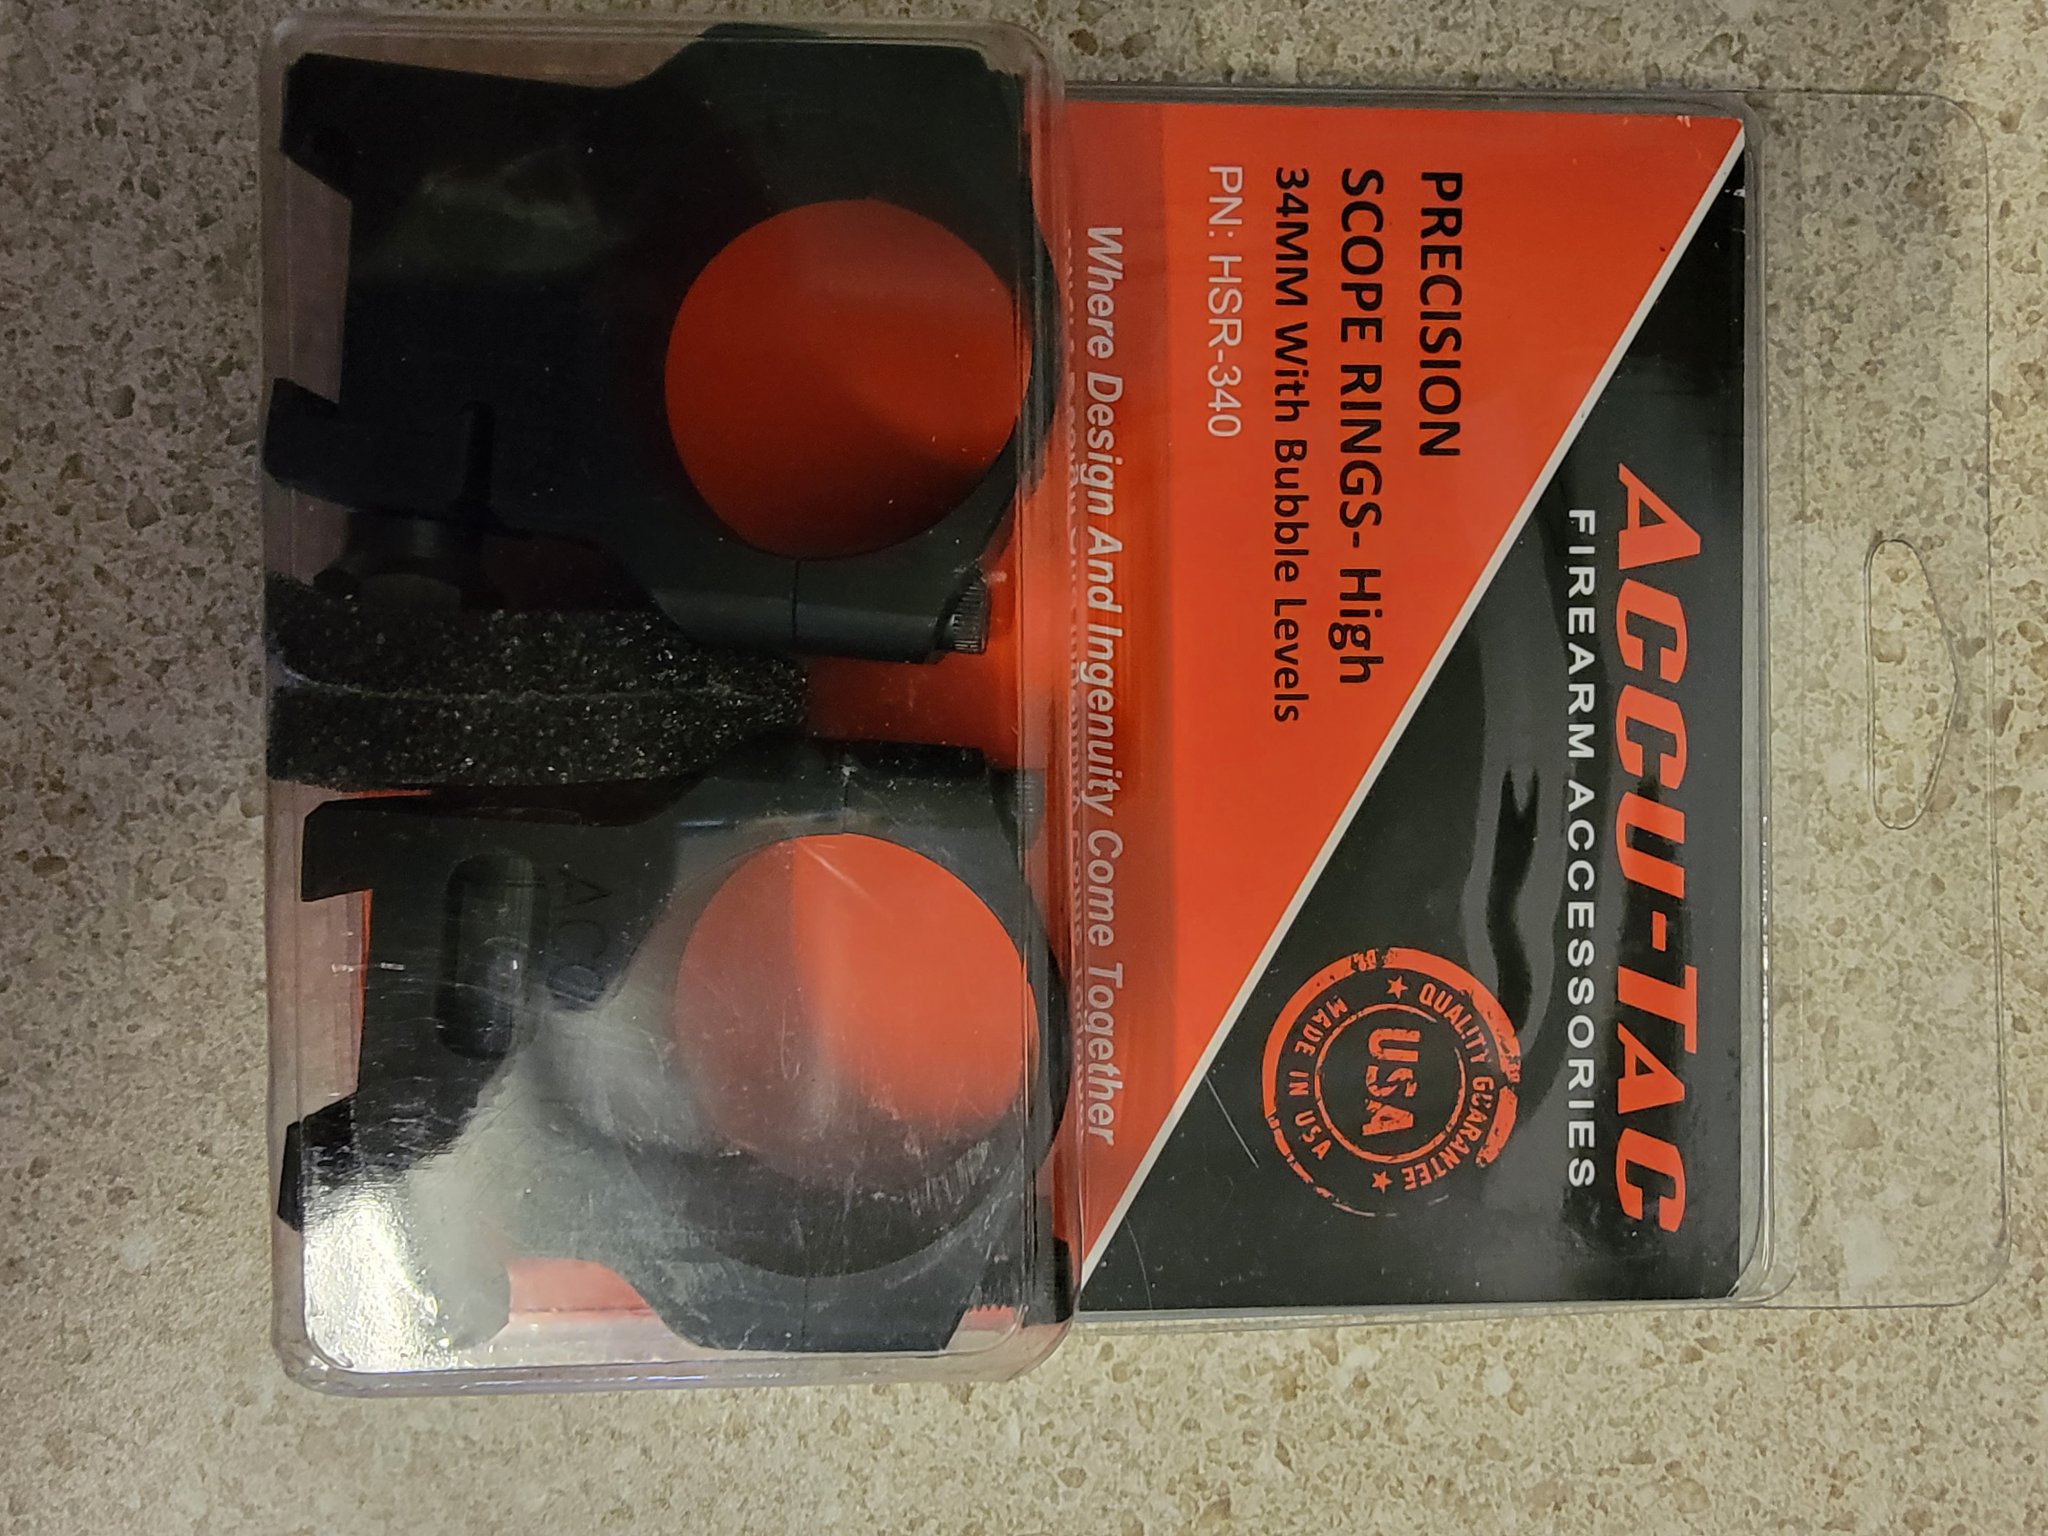 ACCU-TAC
FIREARM ACCESSORIES
PRECISION
SCOPE RINGS- High
34MM With Bubble Levels
PN: HSR-340
QUALITY GUARANTEE
USA
MADE IN USA
Where Design And Ingenuity Come Together